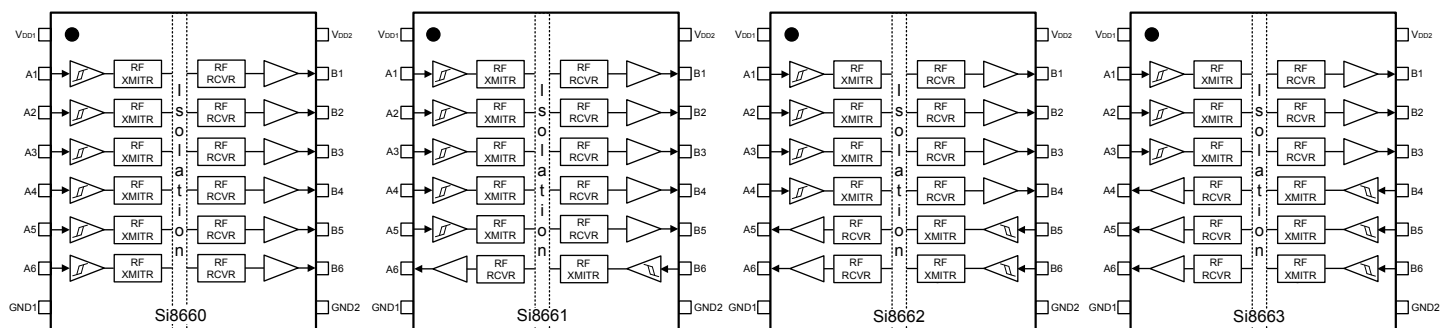 VDD1 VDD2 VDD1 VDD2 VDD1 VDD2 VDD1 VDD2
A1 RF XMITR RF RCVR B1 A1 RF XMITR RF RCVR B1 A1 RF XMITR RF RCVR B1 A1 RF XMITR RF RCVR B1
A2 RF XMITR RF RCVR B2 A2 RF XMITR RF RCVR B2 A2 RF XMITR RF RCVR B2 A2 RF XMITR RF RCVR B2
A3 RF XMITR RF RCVR B3 A3 RF XMITR RF RCVR B3 A3 RF XMITR RF RCVR B3 A3 RF XMITR RF RCVR B3
A4 RF XMITR RF RCVR B4 A4 RF XMITR RF RCVR B4 A4 RF XMITR RF RCVR B4 A4 RF RCVR RF XMITR B4
A5 RF XMITR RF RCVR B5 A5 RF XMITR RF RCVR B5 A5 RF RCVR RF XMITR B5 A5 RF RCVR RF XMITR B5
A6 RF XMITR RF RCVR B6 A6 RF RCVR RF XMITR B6 A6 RF RCVR RF XMITR B6 A6 RF RCVR RF XMITR B6
Isolation Isolation Isolation Isolation
GND1 GND2 GND1 GND2 GND1 GND2 GND1 GND2
Si8660 Si8661 Si8662 Si8663